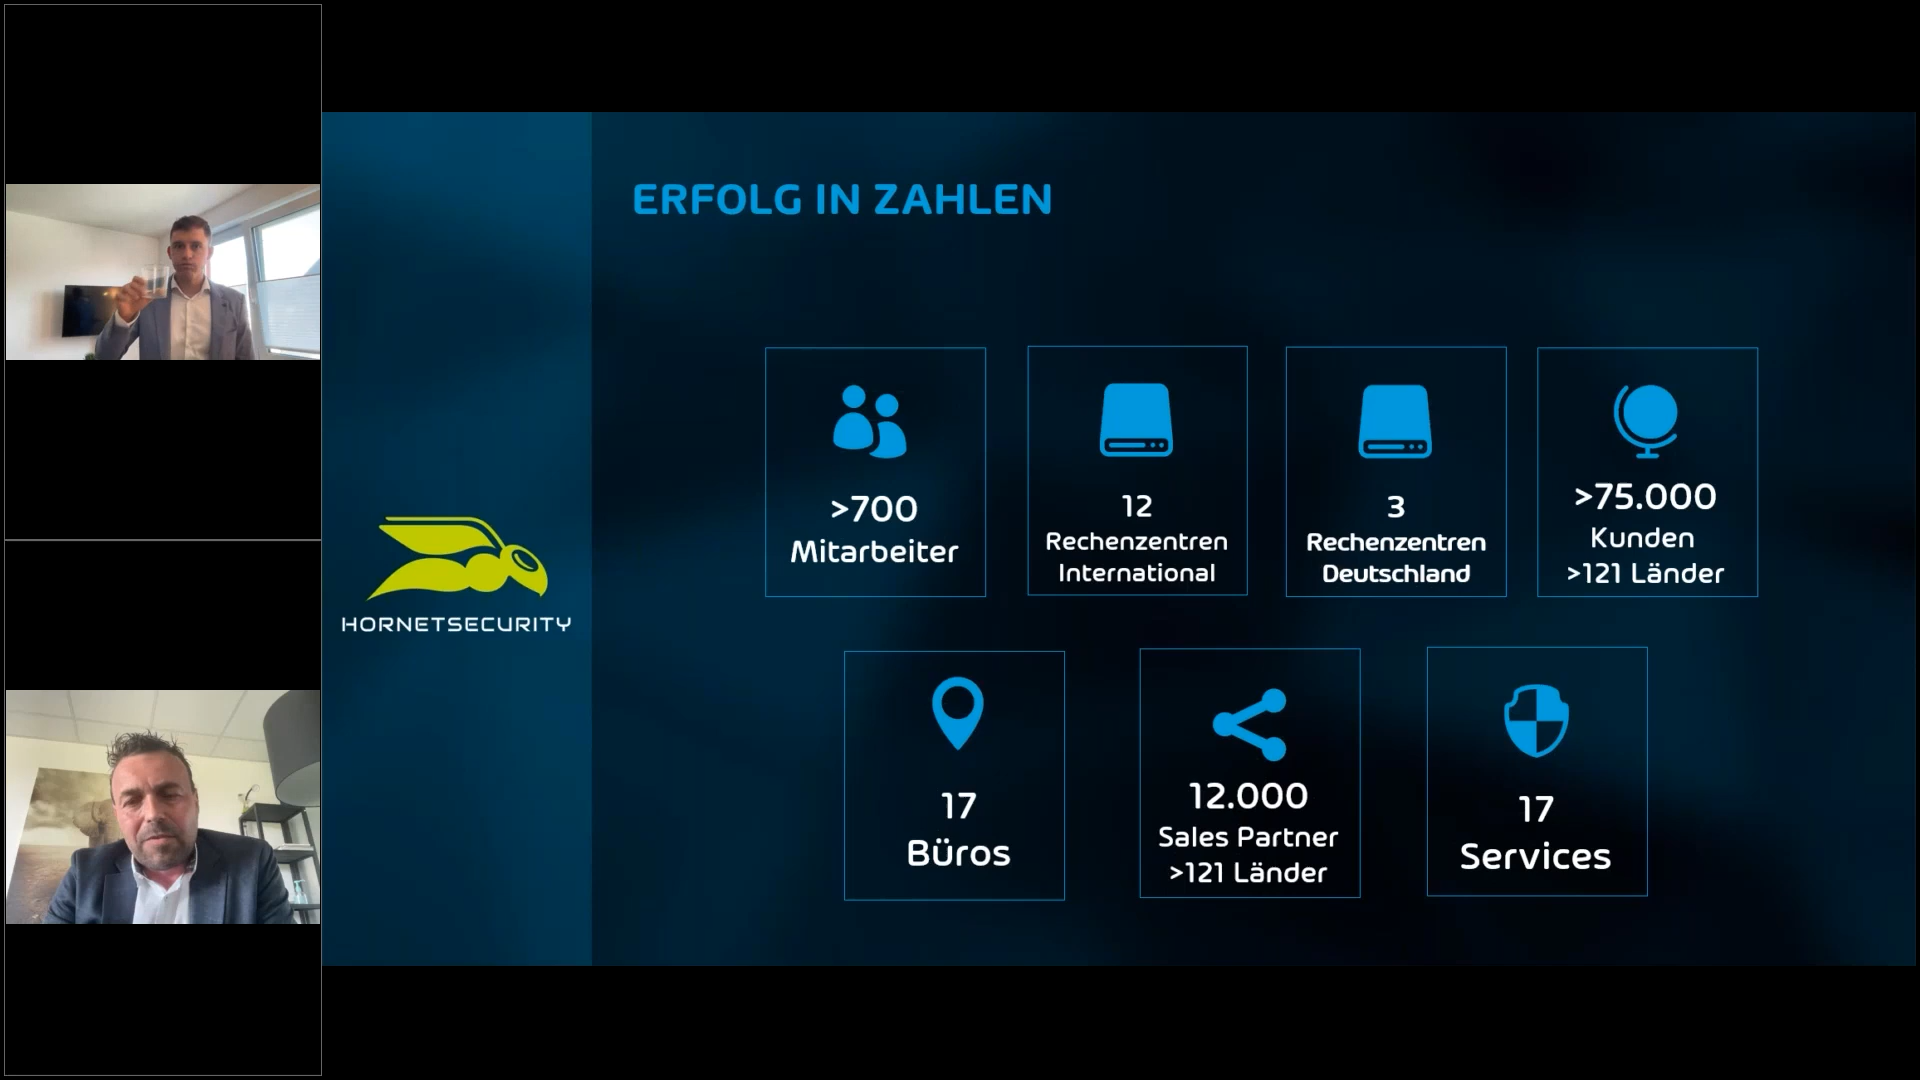 ERFOLG IN ZAHLEN
HORNETSECURITY
>700
Mitarbeiter
12
Rechenzentren
International
3
Rechenzentren
Deutschland
>75.000
Kunden
>121 Länder
17
Büros
12.000
Sales Partner
>121 Länder
17
Services